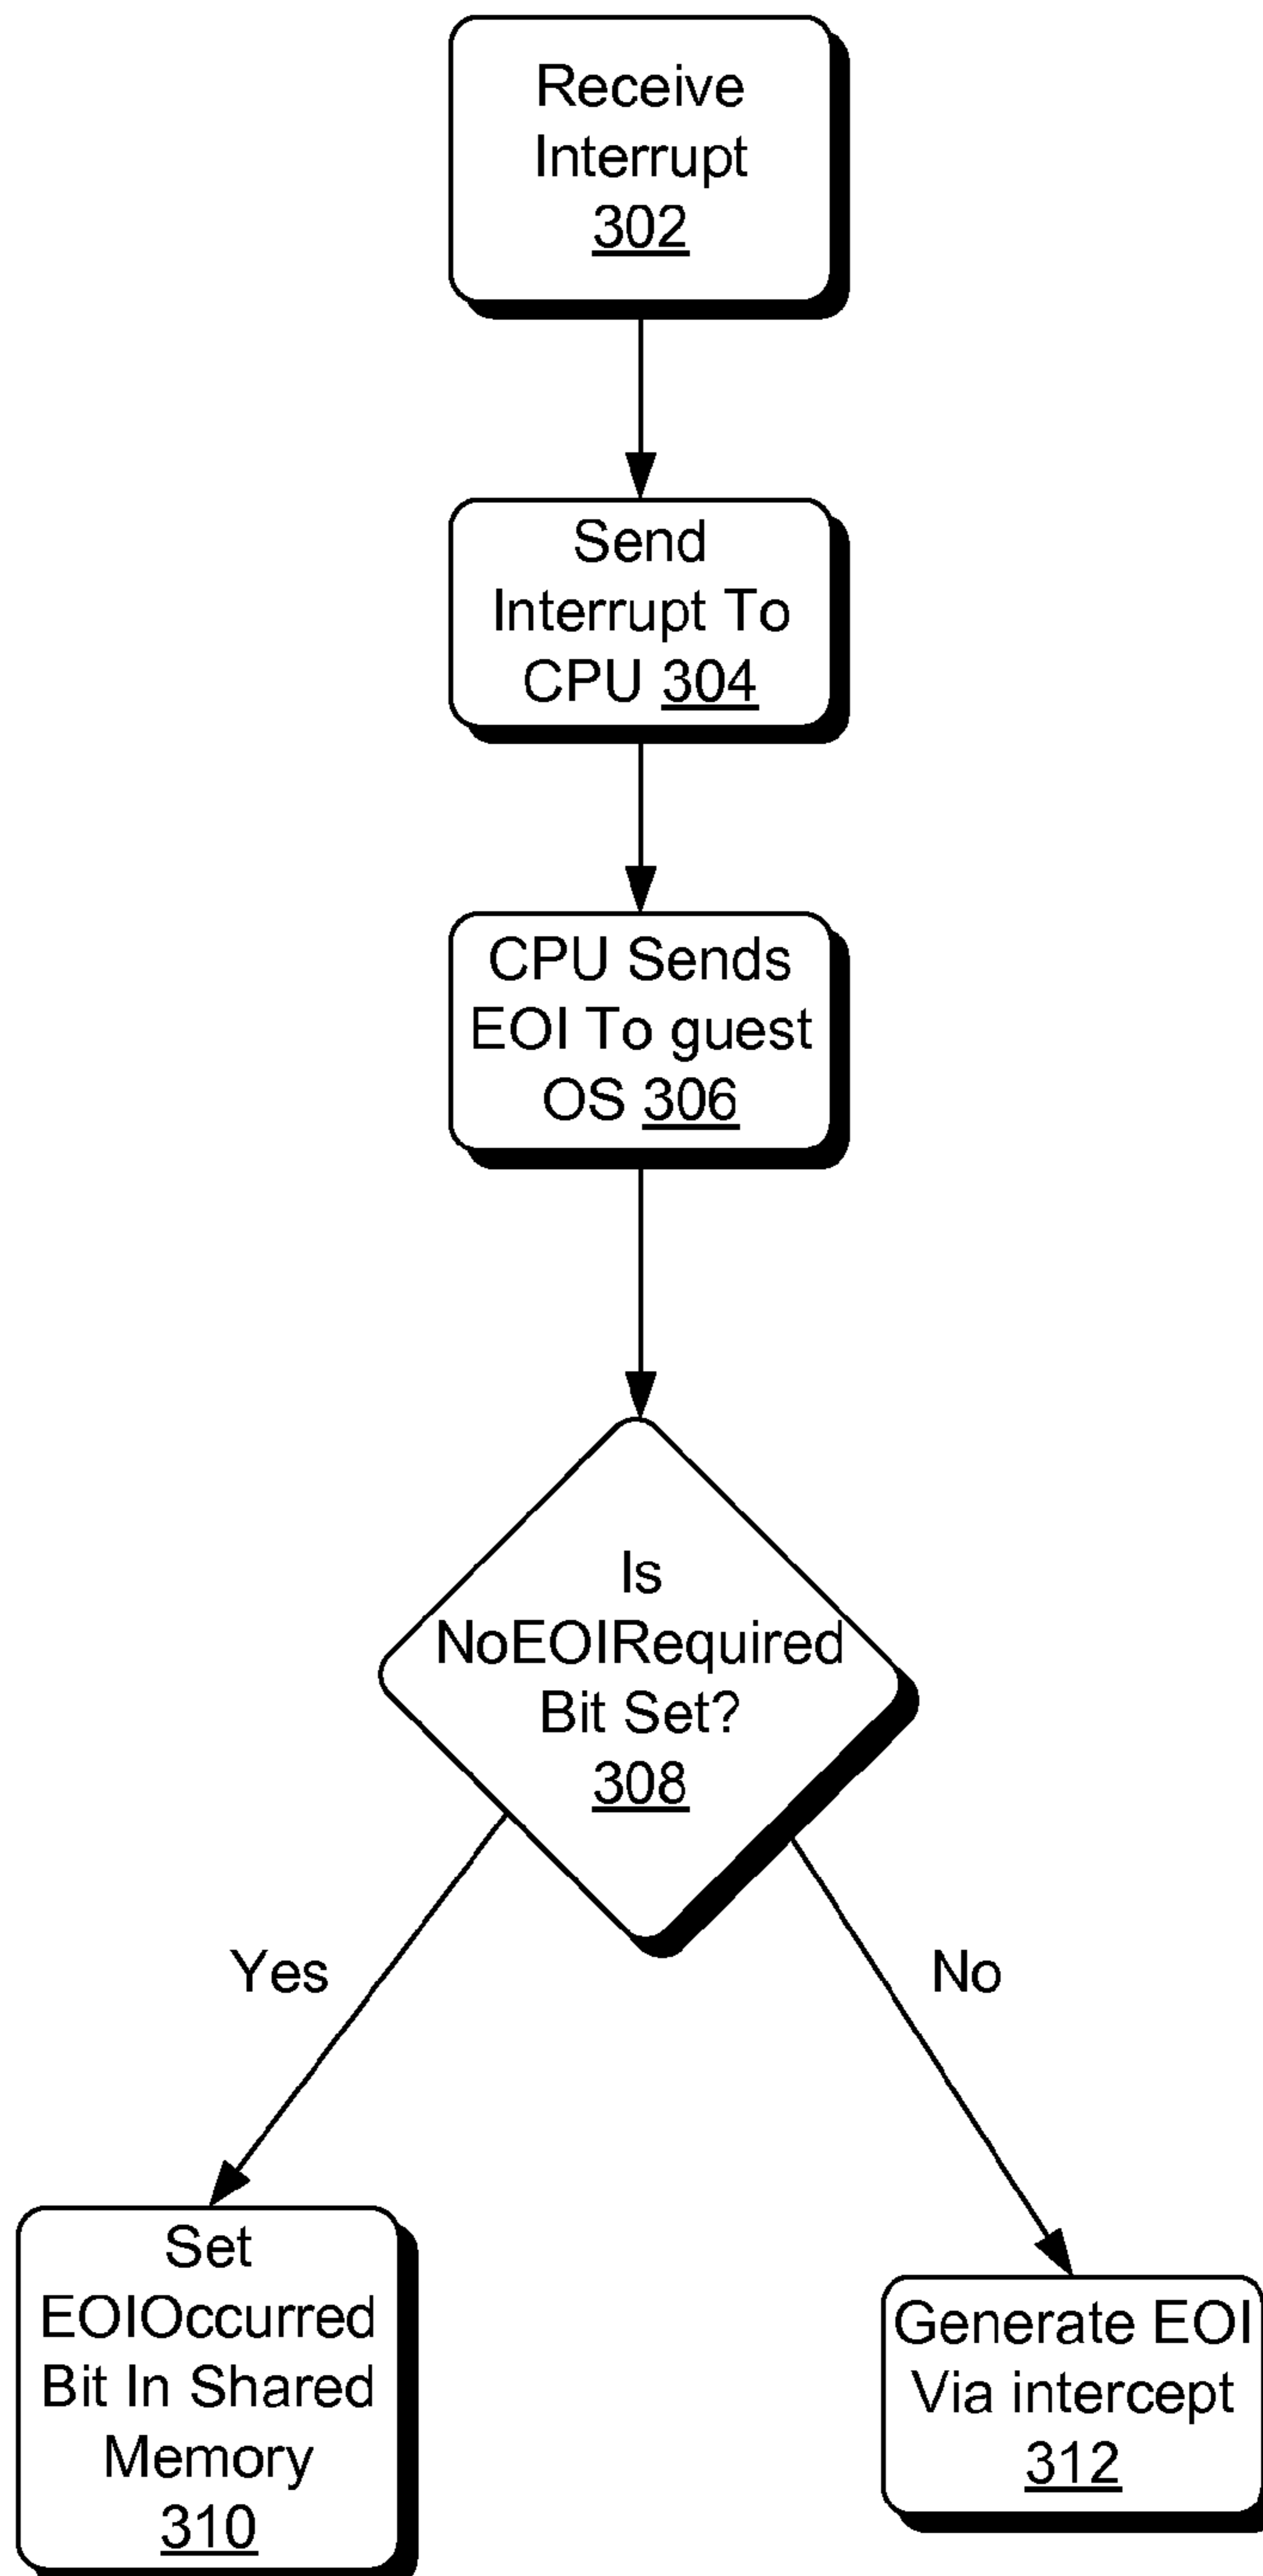 Receive
Interrupt
302
Send
Interrupt To
CPU 304
CPU Sends
EOI To guest
OS 306
Is
NoEOIRequired
Bit Set?
308
Yes
No
Set
EOIOccurred
Bit In Shared
Memory
310
Generate EOI
Via intercept
312